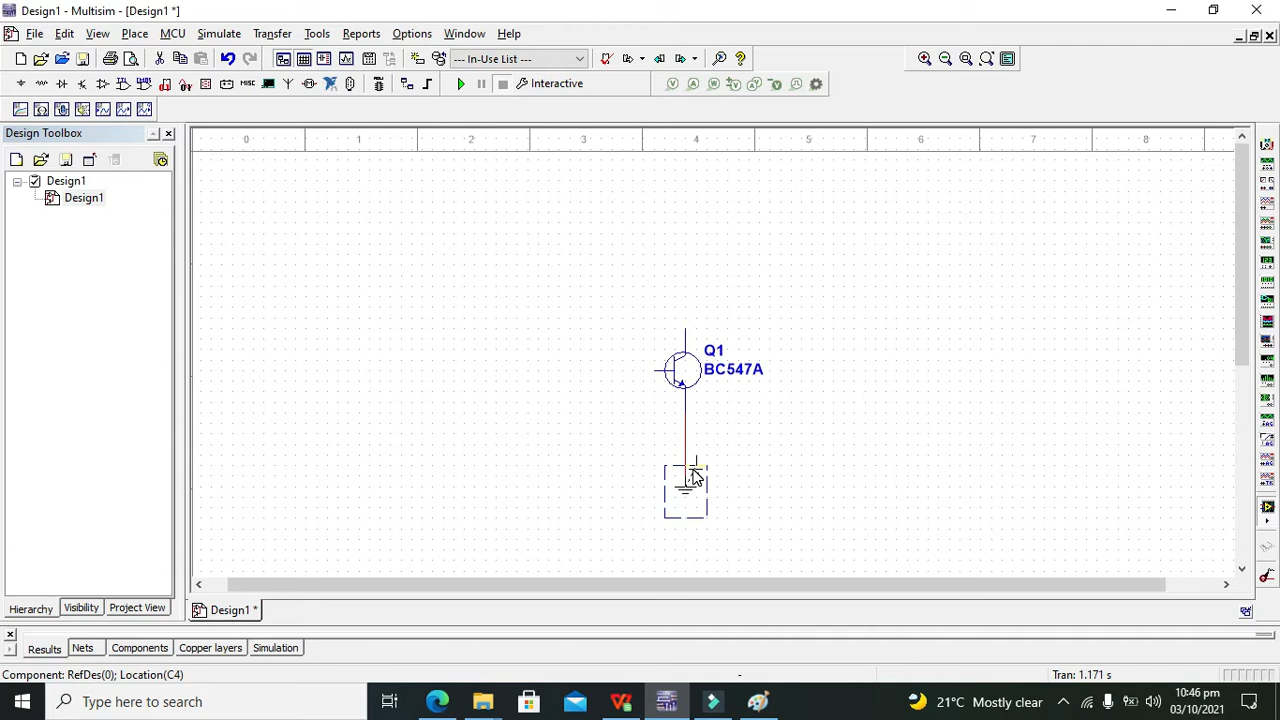 Design1 - Multisim - [Design1 *]
File Edit View Place MCU Simulate Transfer Tools Reports Options Window Help
--- In-Use List ---
MISC Interactive
Design Toolbox
0 1 2 3 4 5 6 7 8
Design1
Design1
Q1
BC547A
Hierarchy Visibility Project View
Design1 *
Results Nets Components Copper layers Simulation
Component: RefDes(0); Location(C4) - Tran: 1.171 s
Type here to search
21°C Mostly clear
10:46 pm
03/10/2021